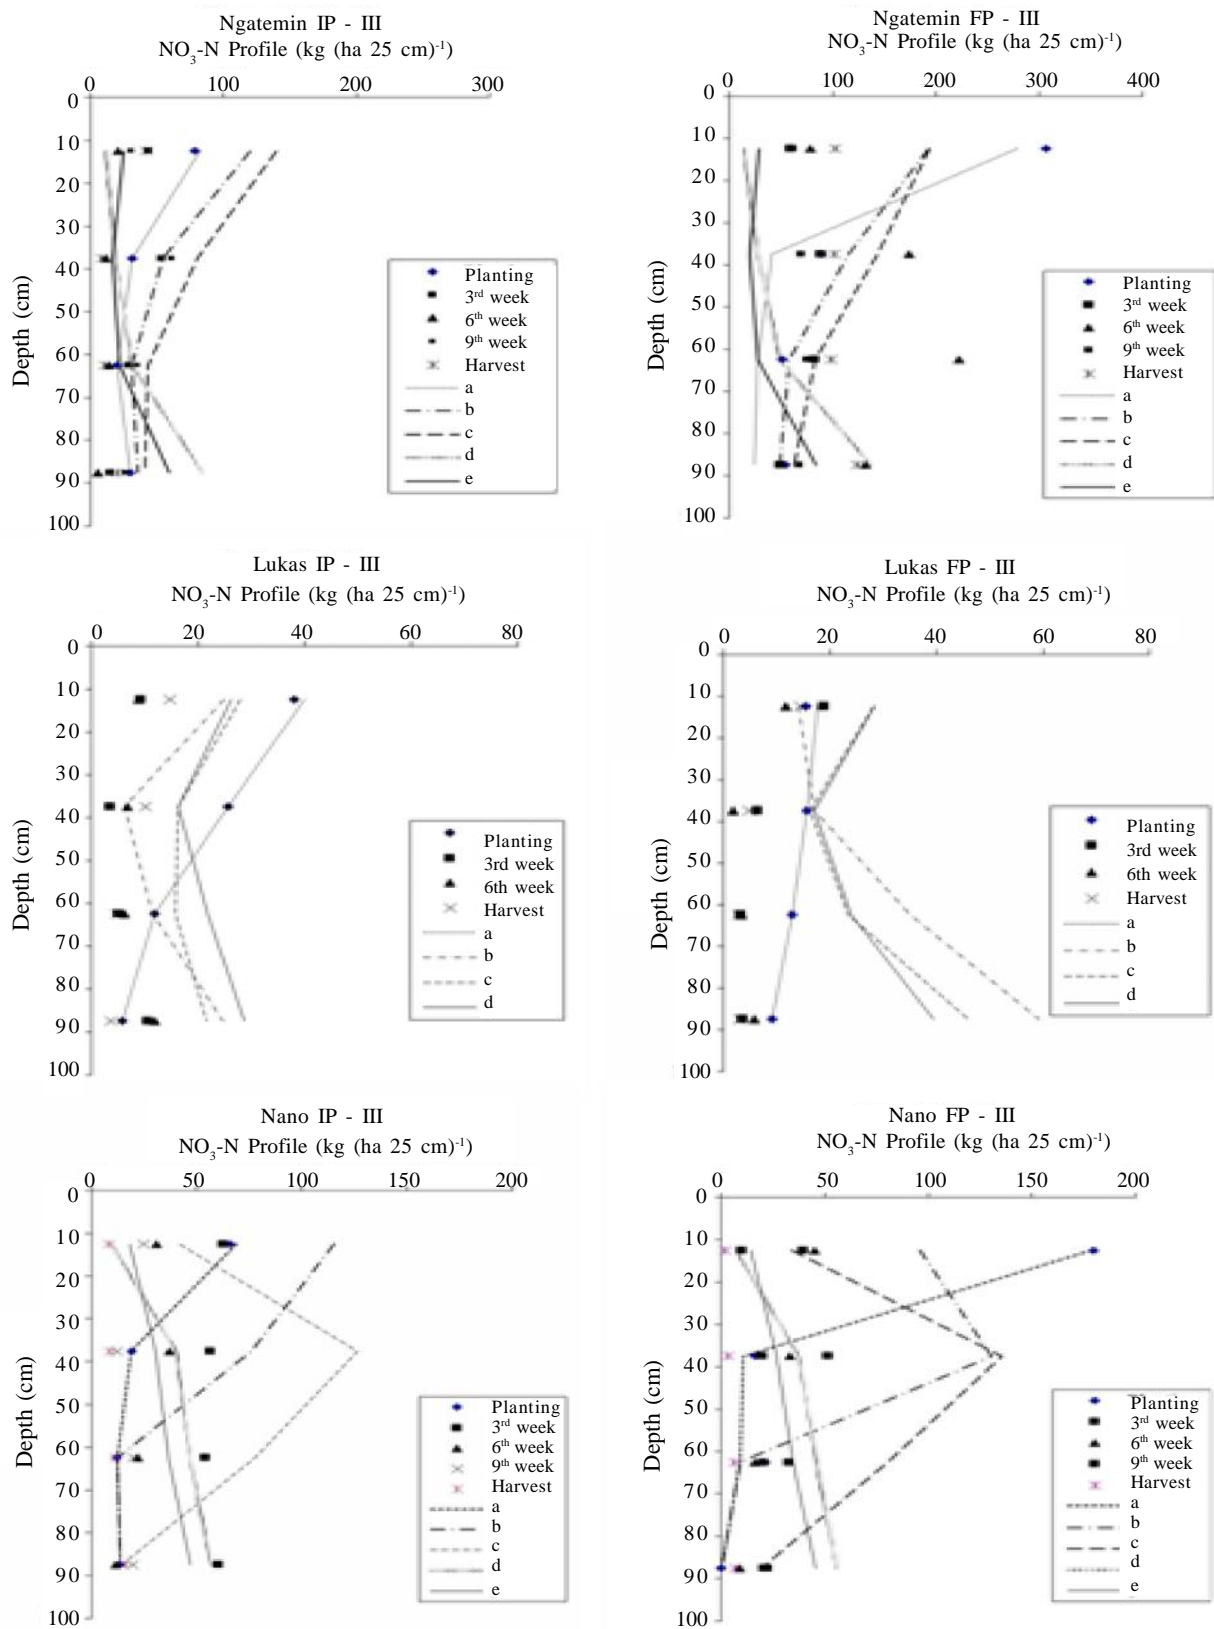 Ngatemin IP - III
NO3-N Profile (kg (ha 25 cm)-1)
0 100 200 300
0
10
20
30
40
50
60
70
80
90
100
Depth (cm)
Planting
3rd week
6th week
9th week
Harvest
a
b
c
d
e
Ngatemin FP - III
NO3-N Profile (kg (ha 25 cm)-1)
0 100 200 300 400
0
10
20
30
40
50
60
70
80
90
100
Depth (cm)
Planting
3rd week
6th week
9th week
Harvest
a
b
c
d
e
Lukas IP - III
NO3-N Profile (kg (ha 25 cm)-1)
0 20 40 60 80
0
10
20
30
40
50
60
70
80
90
100
Depth (cm)
Planting
3rd week
6th week
Harvest
a
b
c
d
Lukas FP - III
NO3-N Profile (kg (ha 25 cm)-1)
0 20 40 60 80
0
10
20
30
40
50
60
70
80
90
100
Depth (cm)
Planting
3rd week
6th week
Harvest
a
b
c
d
Nano IP - III
NO3-N Profile (kg (ha 25 cm)-1)
0 50 100 150 200
0
10
20
30
40
50
60
70
80
90
100
Depth (cm)
Planting
3rd week
6th week
9th week
Harvest
a
b
c
d
e
Nano FP - III
NO3-N Profile (kg (ha 25 cm)-1)
0 50 100 150 200
0
10
20
30
40
50
60
70
80
90
100
Depth (cm)
Planting
3rd week
6th week
9th week
Harvest
a
b
c
d
e